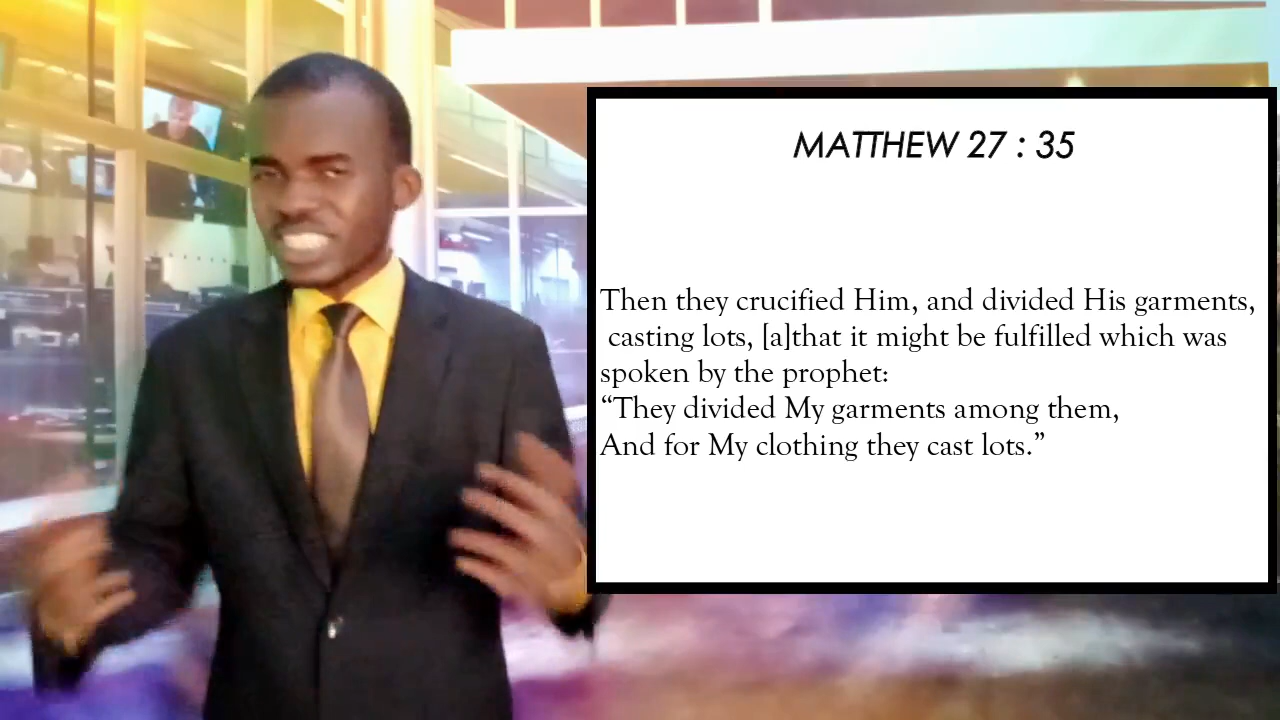 MATTHEW 27 : 35
Then they crucified Him, and divided His garments,
casting lots, [a]that it might be fulfilled which was
spoken by the prophet:
“They divided My garments among them,
And for My clothing they cast lots.”